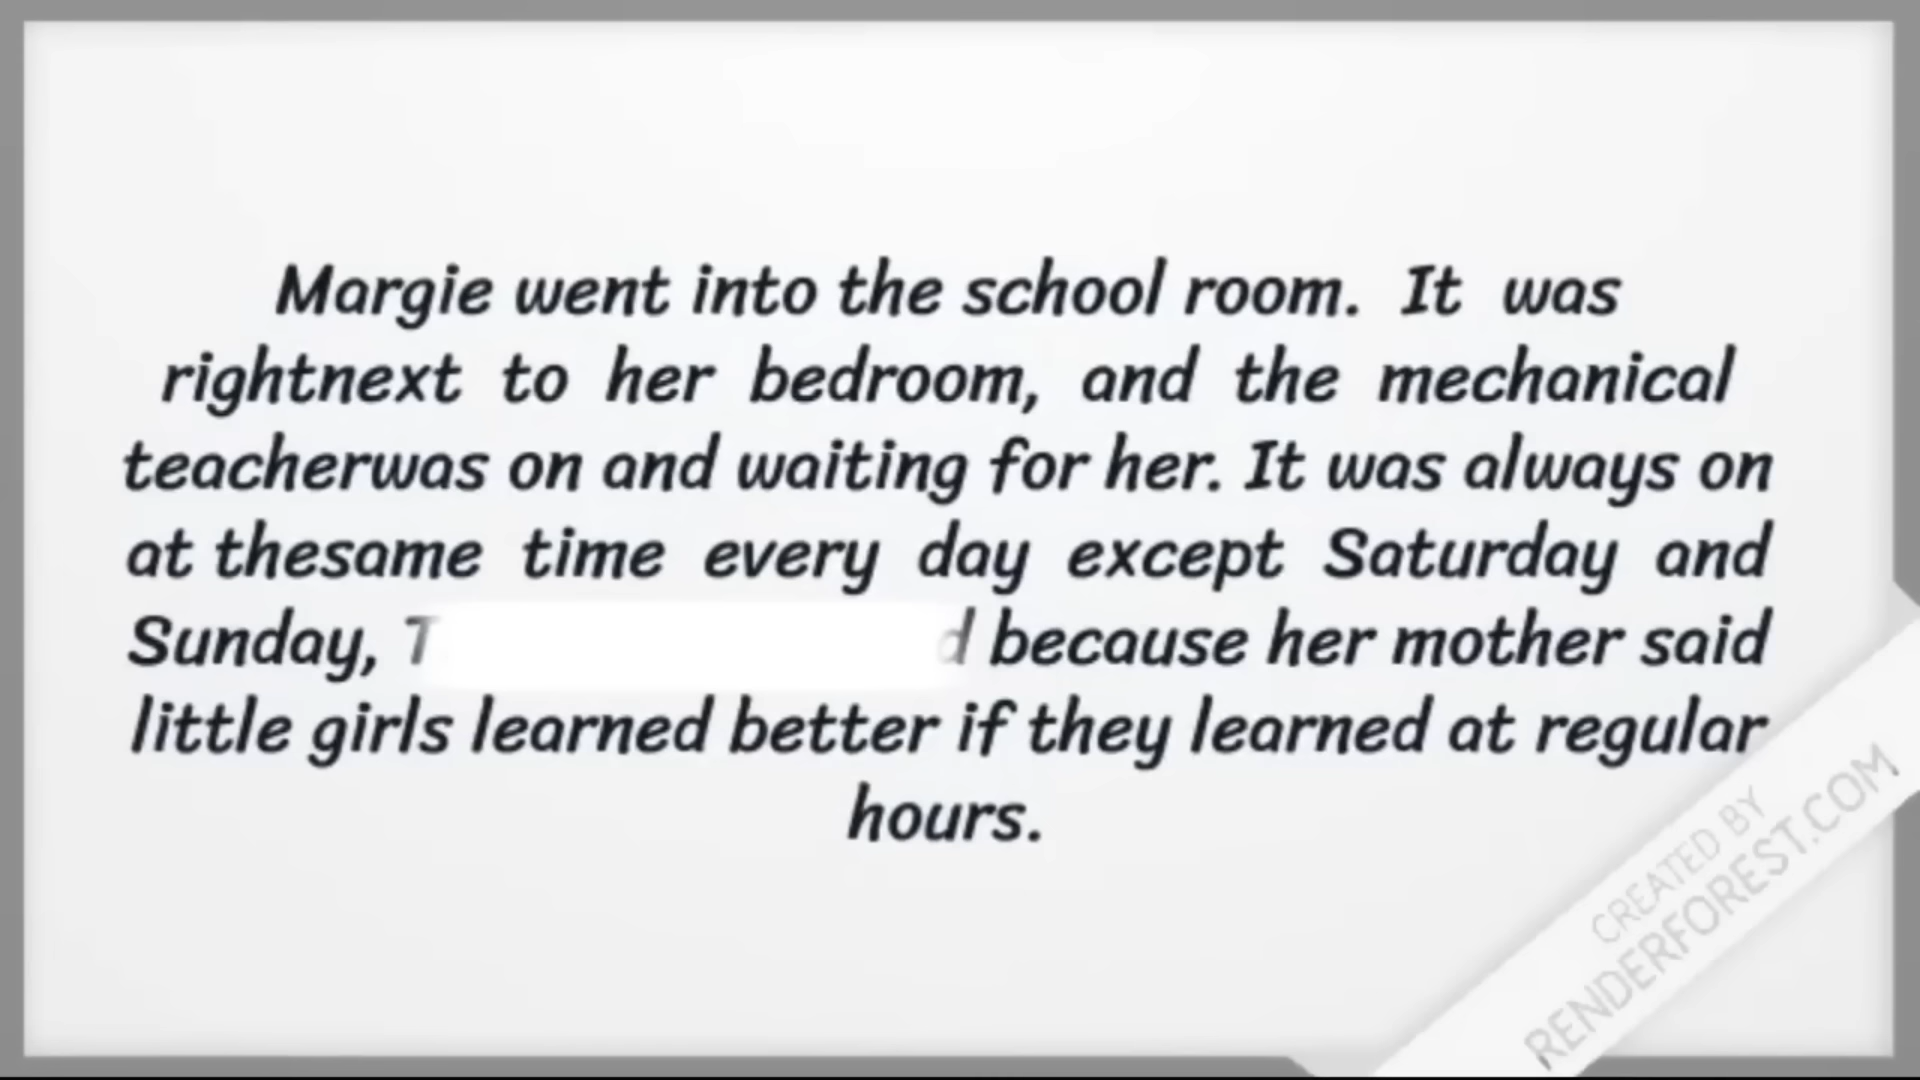 Margie went into the school room. It was
rightnext to her bedroom, and the mechanical
teacherwas on and waiting for her. It was always on
at thesame time every day except Saturday and
Sunday, because her mother said
little girls learned better if they learned at regular
hours.
CREATED BY
RENDERFOREST.COM